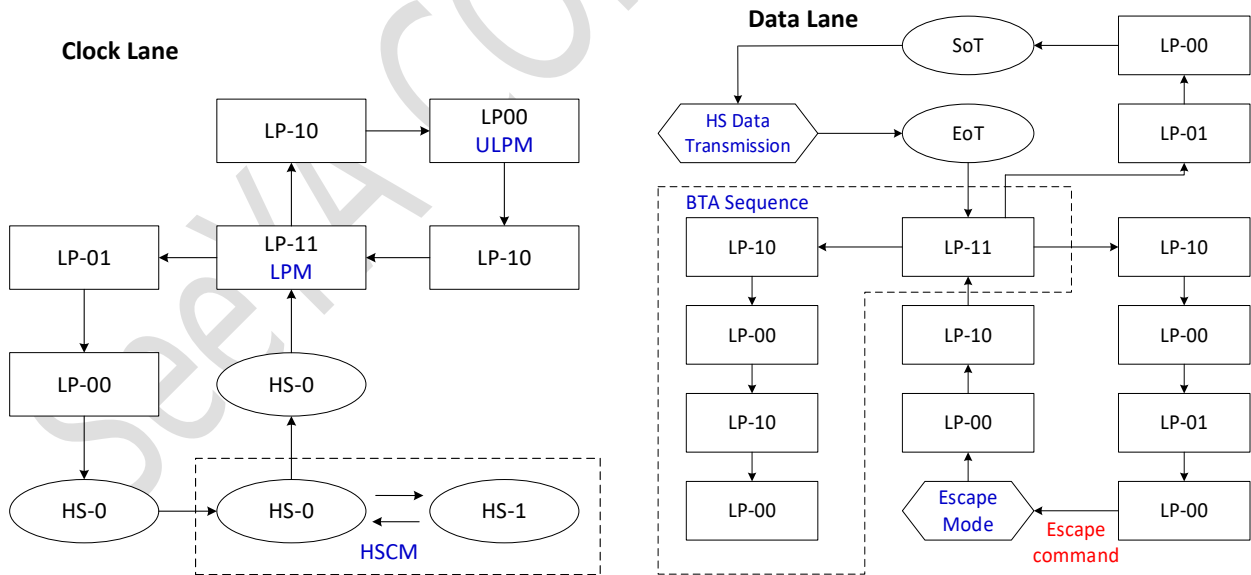 Clock Lane
LP-10
LP00
ULPM
LP-01
LP-11
LPM
LP-10
LP-00
HS-0
HS-0
HS-0
HS-1
HSCM
Data Lane
SoT
LP-00
HS Data
Transmission
EoT
LP-01
BTA Sequence
LP-10
LP-11
LP-10
LP-00
LP-10
LP-00
LP-10
LP-00
LP-01
LP-00
Escape
Mode
LP-00
Escape
command